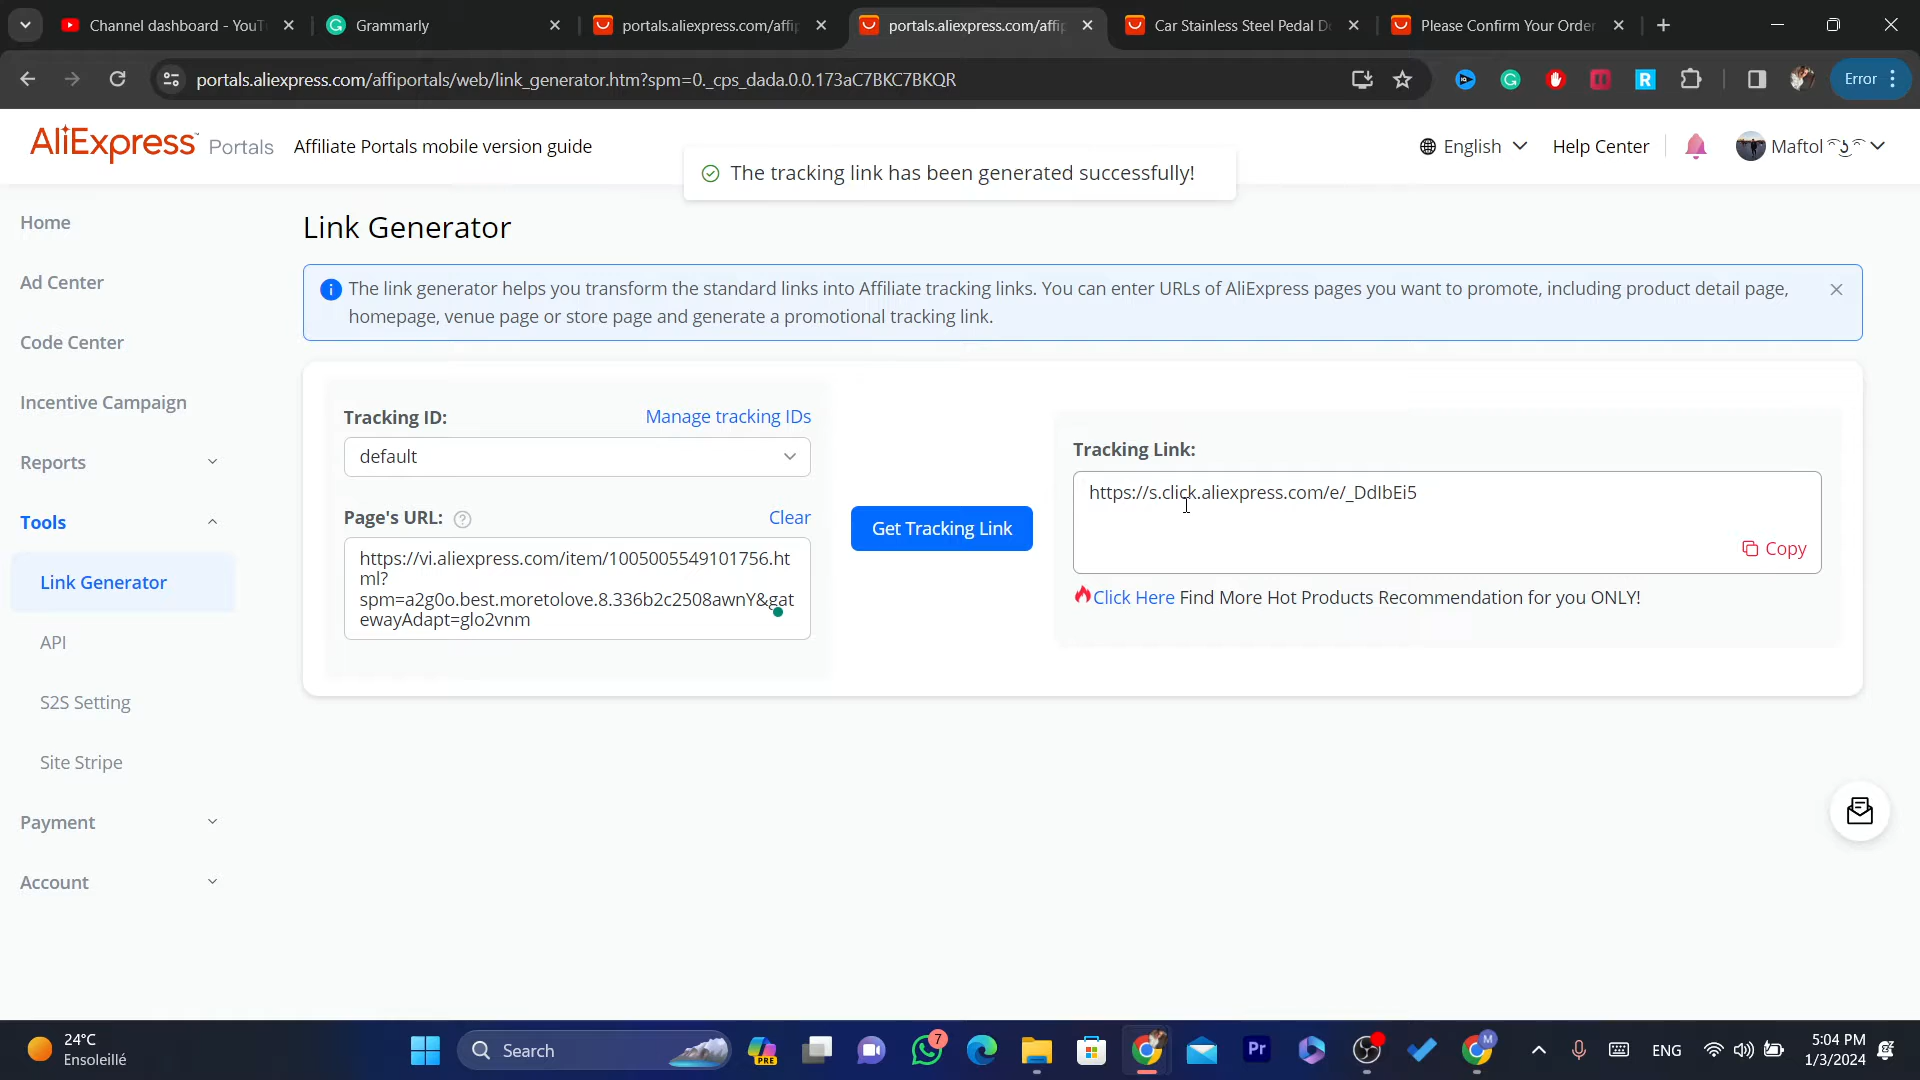 Channel dashboard - YouT
Grammarly
portals.aliexpress.com/affi
portals.aliexpress.com/affi
Car Stainless Steel Pedal D
Please Confirm Your Order
portals.aliexpress.com/affiportals/web/link_generator.htm?spm=0._cps_dada.0.0.173aC7BKC7BKQR
Error
AliExpress Portals
Affiliate Portals mobile version guide
English
Help Center
Maftol
The tracking link has been generated successfully!
Home
Ad Center
Code Center
Incentive Campaign
Reports
Tools
Link Generator
API
S2S Setting
Site Stripe
Payment
Account
Link Generator
The link generator helps you transform the standard links into Affiliate tracking links. You can enter URLs of AliExpress pages you want to promote, including product detail page,
homepage, venue page or store page and generate a promotional tracking link.
Tracking ID:
Manage tracking IDs
default
Page's URL:
Clear
https://vi.aliexpress.com/item/1005005549101756.ht
ml?
spm=a2g0o.best.moretolove.8.336b2c2508awnY&gat
ewayAdapt=glo2vnm
Get Tracking Link
Tracking Link:
https://s.click.aliexpress.com/e/_DdIbEi5
Copy
Click Here Find More Hot Products Recommendation for you ONLY!
24°C
Ensoleillé
Search
PRE
7
Pr
M
ENG
5:04 PM
1/3/2024